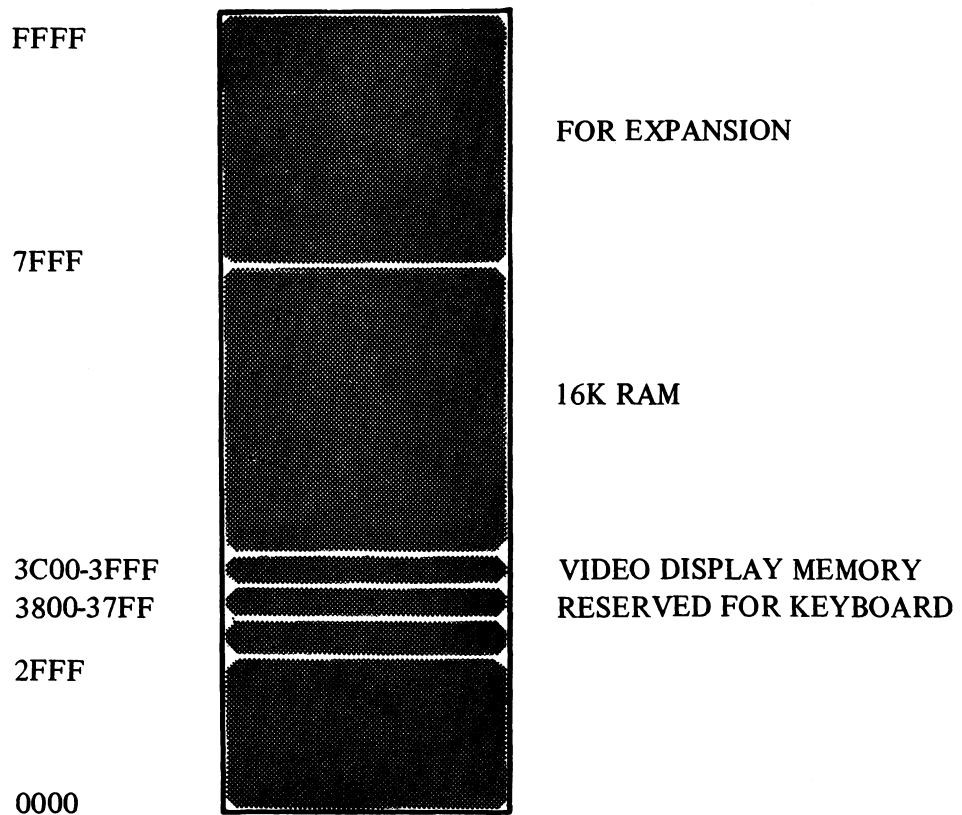 FFFF
FOR EXPANSION
7FFF
16K RAM
3C00-3FFF VIDEO DISPLAY MEMORY
3800-37FF RESERVED FOR KEYBOARD
2FFF
0000